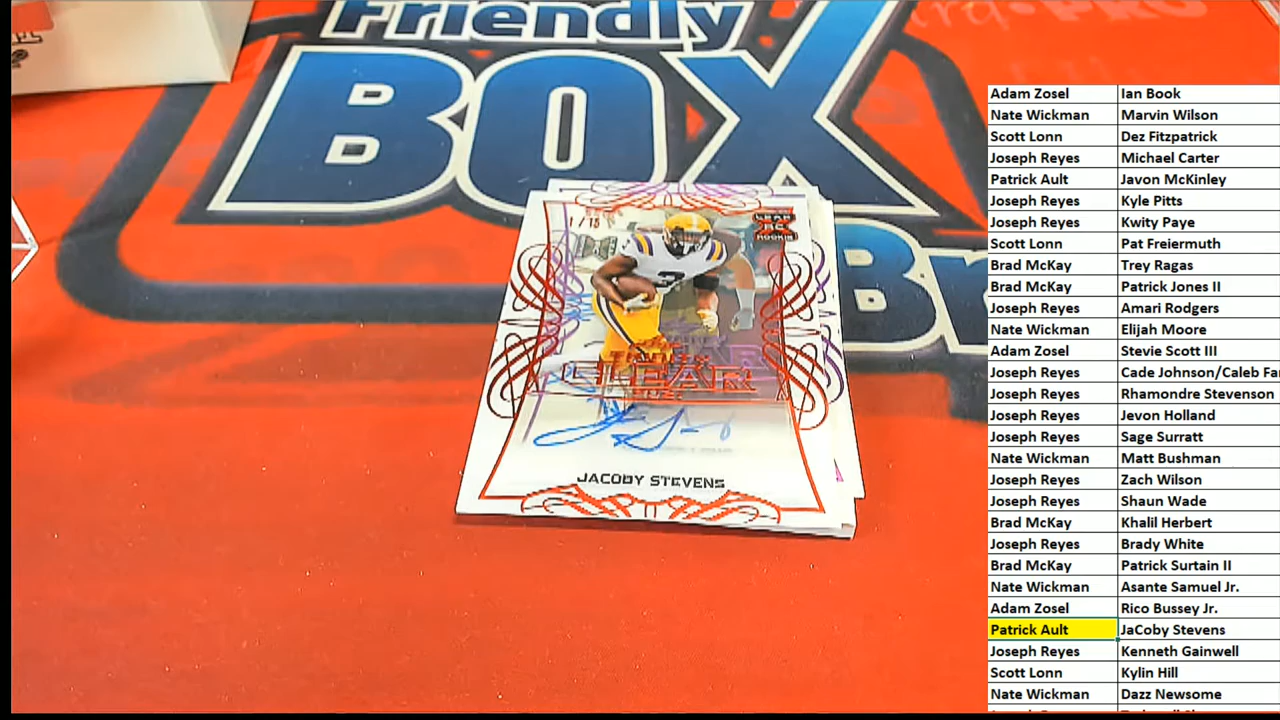 Friendly
BOX
Br
1/15
LEAF
RC
ROOKIE
CLEAR
JACOBY STEVENS
Adam Zosel Ian Book
Nate Wickman Marvin Wilson
Scott Lonn Dez Fitzpatrick
Joseph Reyes Michael Carter
Patrick Ault Javon McKinley
Joseph Reyes Kyle Pitts
Joseph Reyes Kwity Paye
Scott Lonn Pat Freiermuth
Brad McKay Trey Ragas
Brad McKay Patrick Jones II
Joseph Reyes Amari Rodgers
Nate Wickman Elijah Moore
Adam Zosel Stevie Scott III
Joseph Reyes Cade Johnson/Caleb Fa
Joseph Reyes Rhamondre Stevenson
Joseph Reyes Jevon Holland
Joseph Reyes Sage Surratt
Nate Wickman Matt Bushman
Joseph Reyes Zach Wilson
Joseph Reyes Shaun Wade
Brad McKay Khalil Herbert
Joseph Reyes Brady White
Brad McKay Patrick Surtain II
Nate Wickman Asante Samuel Jr.
Adam Zosel Rico Bussey Jr.
Patrick Ault JaCoby Stevens
Joseph Reyes Kenneth Gainwell
Scott Lonn Kylin Hill
Nate Wickman Dazz Newsome